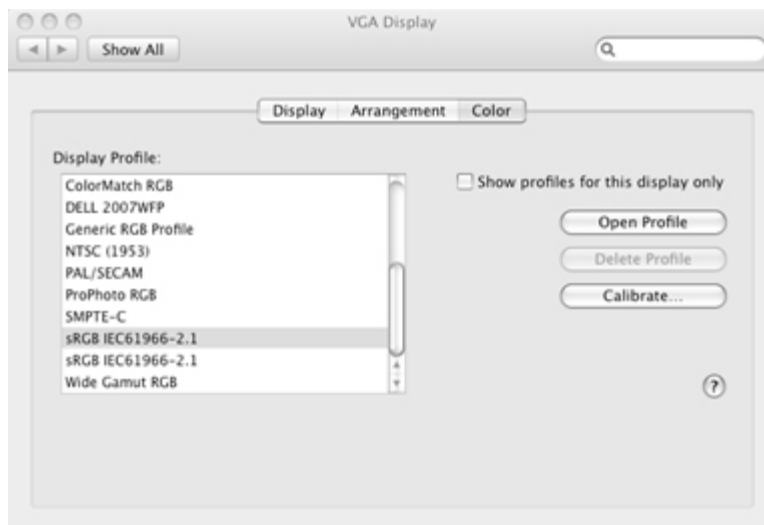 VGA Display
Show All
Display Arrangement Color
Display Profile:
ColorMatch RGB
DELL 2007WFP
Generic RGB Profile
NTSC (1953)
PAL/SECAM
ProPhoto RGB
SMPTE-C
sRGB IEC61966-2.1
sRGB IEC61966-2.1
Wide Gamut RGB
Show profiles for this display only
Open Profile
Delete Profile
Calibrate...
?